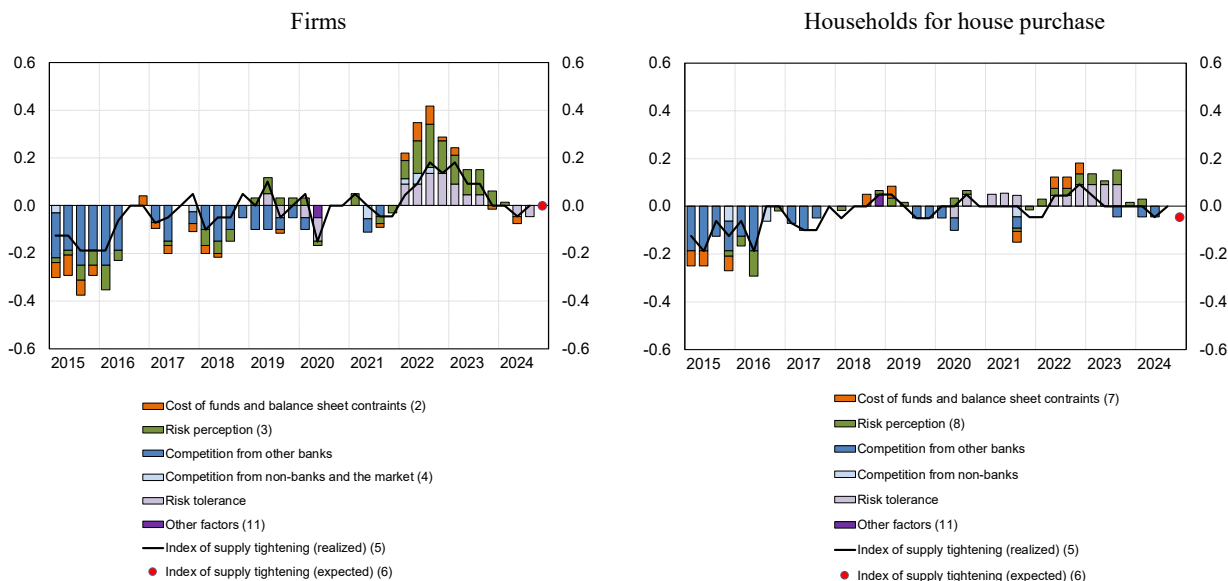 Firms
0.6
0.4
0.2
0.0
-0.2
-0.4
-0.6
0.6
0.4
0.2
0.0
-0.2
-0.4
-0.6
2015 2016 2017 2018 2019 2020 2021 2022 2023 2024
Cost of funds and balance sheet contraints (2)
Risk perception (3)
Competition from other banks
Competition from non-banks and the market (4)
Risk tolerance
Other factors (11)
Index of supply tightening (realized) (5)
Index of supply tightening (expected) (6)
Households for house purchase
0.6
0.4
0.2
0.0
-0.2
-0.4
-0.6
0.6
0.4
0.2
0.0
-0.2
-0.4
-0.6
2015 2016 2017 2018 2019 2020 2021 2022 2023 2024
Cost of funds and balance sheet contraints (7)
Risk perception (8)
Competition from other banks
Competition from non-banks
Risk tolerance
Other factors (11)
Index of supply tightening (realized) (5)
Index of supply tightening (expected) (6)